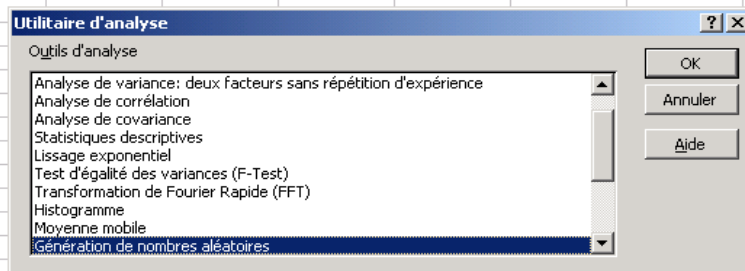 Utilitaire d'analyse
Outils d'analyse
Analyse de variance: deux facteurs sans répétition d'expérience
Analyse de corrélation
Analyse de covariance
Statistiques descriptives
Lissage exponentiel
Test d'égalité des variances (F-Test)
Transformation de Fourier Rapide (FFT)
Histogramme
Moyenne mobile
Génération de nombres aléatoires
OK
Annuler
Aide